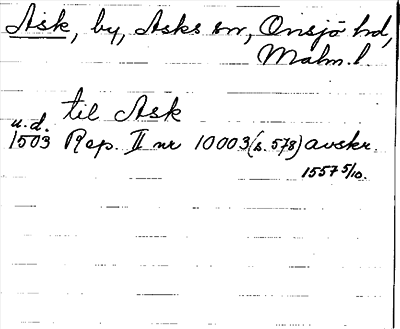 Ask, by, Asks sn, Onsjö hd,
Malm. l.
til Ask
u. d.
1503 Rep. II nr 10003 (s. 578) avskr.
1557 5/10.